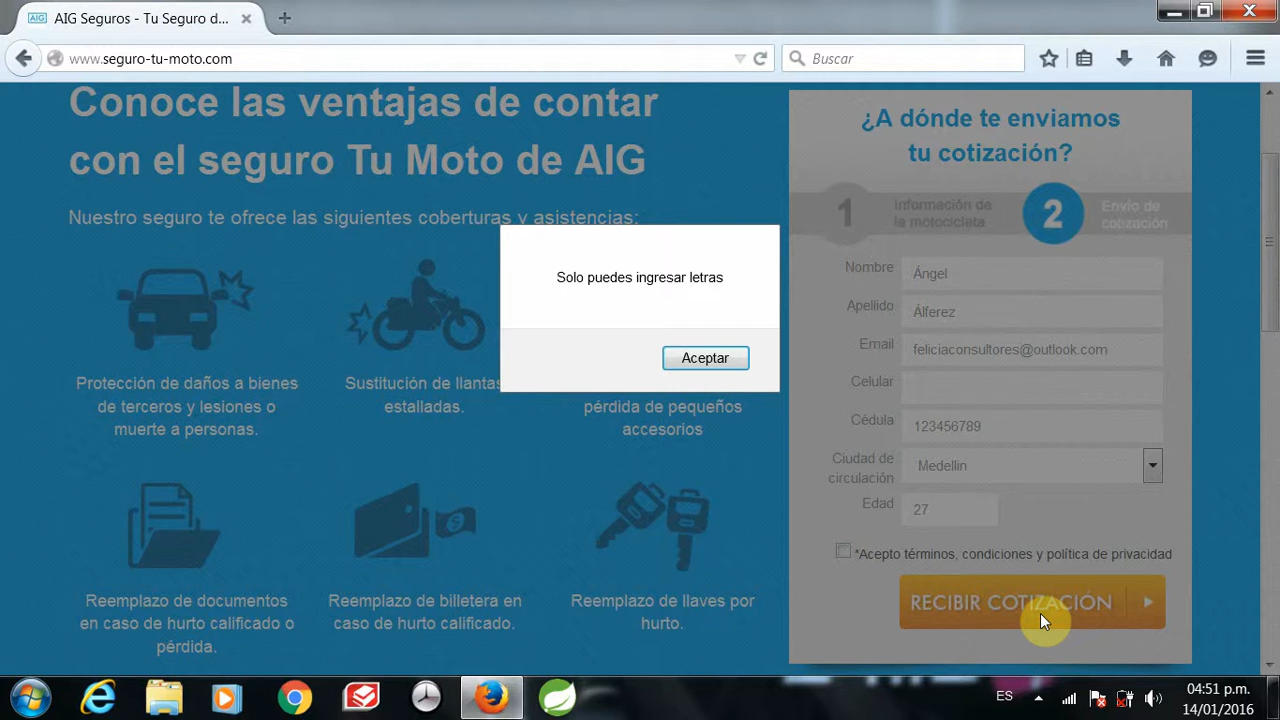 AIG
AIG Seguros - Tu Seguro d...
www.seguro-tu-moto.com
Buscar
Conoce las ventajas de contar
con el seguro Tu Moto de AIG
Nuestro seguro te ofrece las siguientes coberturas y asistencias:
Protección de daños a bienes
de terceros y lesiones o
muerte a personas.
Sustitución de llantas
estalladas.
pérdida de pequeños
accesorios
Reemplazo de documentos
en caso de hurto calificado o
pérdida.
Reemplazo de billetera en
caso de hurto calificado.
Reemplazo de llaves por
hurto.
Solo puedes ingresar letras
Aceptar
¿A dónde te enviamos
tu cotización?
1
Información de
la motocicleta
2
Envío de
cotización
Nombre
Ángel
Apellido
Álferez
Email
feliciaconsultores@outlook.com
Celular
Cédula
123456789
Ciudad de
circulación
Medellin
Edad
27
*Acepto términos, condiciones y política de privacidad
RECIBIR COTIZACIÓN
ES
04:51 p.m.
14/01/2016